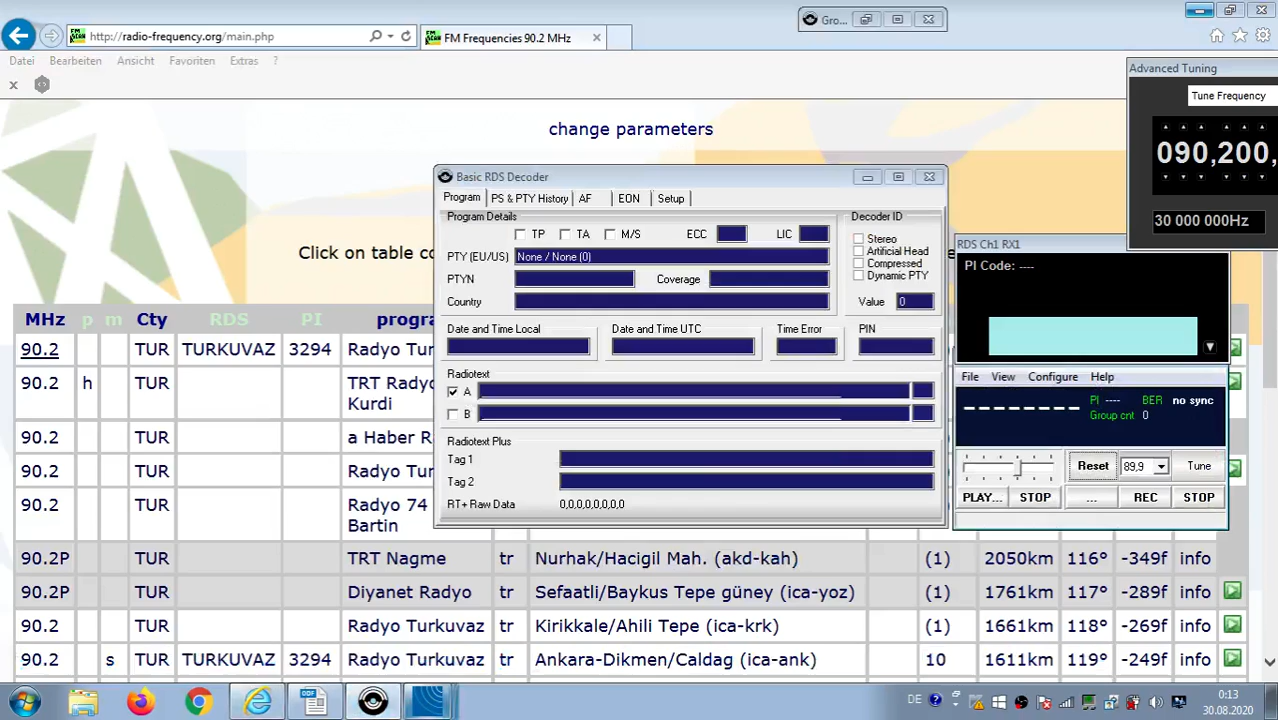 http://radio-frequency.org/main.php
FM Frequencies 90.2 MHz
Gro...
Datei Bearbeiten Ansicht Favoriten Extras ?
Advanced Tuning
Tune Frequency
090,200,
30 000 000Hz
change parameters
Click on table co
Basic RDS Decoder
Program PS & PTY History AF EON Setup
Program Details
TP TA M/S ECC LIC
PTY (EU/US) None / None (0)
PTYN Coverage
Country
Decoder ID
Stereo
Artificial Head
Compressed
Dynamic PTY
Value 0
Date and Time Local Date and Time UTC Time Error PIN
Radiotext
A
B
Radiotext Plus
Tag 1
Tag 2
RT+ Raw Data 0,0,0,0,0,0,0
RDS Ch1 RX1
PI Code: ----
File View Configure Help
-------- PI ---- BER no sync
Group cnt 0
Reset 89,9 Tune
PLAY... STOP ... REC STOP
MHz p m Cty RDS PI progra
90.2 TUR TURKUVAZ 3294 Radyo Tur
90.2 h TUR TRT Radyo
Kurdi
90.2 TUR a Haber R
90.2 TUR Radyo Tur
90.2 TUR Radyo 74
Bartin
90.2P TUR TRT Nagme tr Nurhak/Hacigil Mah. (akd-kah) (1) 2050km 116° -349f info
90.2P TUR Diyanet Radyo tr Sefaatli/Baykus Tepe güney (ica-yoz) (1) 1761km 117° -289f info
90.2 TUR Radyo Turkuvaz tr Kirikkale/Ahili Tepe (ica-krk) (1) 1661km 118° -269f info
90.2 s TUR TURKUVAZ 3294 Radyo Turkuvaz tr Ankara-Dikmen/Caldag (ica-ank) 10 1611km 119° -249f info
DE
0:13
30.08.2020